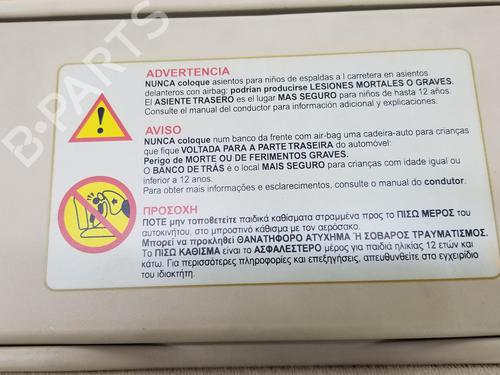 B-PARTS
ADVERTENCIA
NUNCA coloque asientos para niños de espaldas a l carretera en asientos
delanteros con airbag: podrian producirse LESIONES MORTALES O GRAVES.
El ASIENTE TRASERO es el lugar MAS SEGURO para niños de hasta 12 años.
Consulte el manual del conductor para información adicional y explicaciones.
AVISO
NUNCA coloque num banco da frente com air-bag uma cadeira-auto para crianças
que fique VOLTADA PARA A PARTE TRASEIRA do automóvel:
Perigo de MORTE OU DE FERIMENTOS GRAVES.
O BANCO DE TRÁS é o local MAIS SEGURO para crianças com idade igual ou
inferior a 12 anos.
Para obter mais informações e esclarecimentos, consulte o manual do condutor.
ΠΡΟΣΟΧΗ
ΠΟΤΕ μην τοποθετείτε παιδικά καθίσματα στραμμένα προς το ΠΙΣΩ ΜΕΡΟΣ του
αυτοκινήτου, στο μπροστινό κάθισμα με τον αερόσακο.
Μπορεί να προκληθεί ΘΑΝΑΤΗΦΟΡΟ ΑΤΥΧΗΜΑ Ή ΣΟΒΑΡΟΣ ΤΡΑΥΜΑΤΙΣΜΟΣ.
Το ΠΙΣΩ ΚΑΘΙΣΜΑ είναι το ΑΣΦΑΛΕΣΤΕΡΟ μέρος για παιδιά ηλικίας 12 ετών και
κάτω. Για περισσότερες πληροφορίες και επεξηγήσεις, απευθυνθείτε στο εγχειρίδιο
του ιδιοκτήτη.